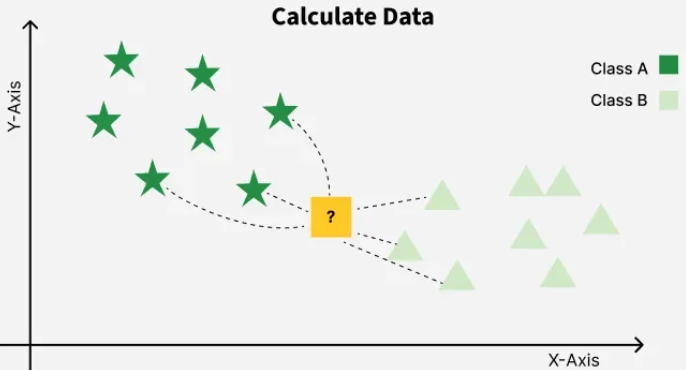 Calculate Data
Y-Axis
Class A
Class B
?
X-Axis